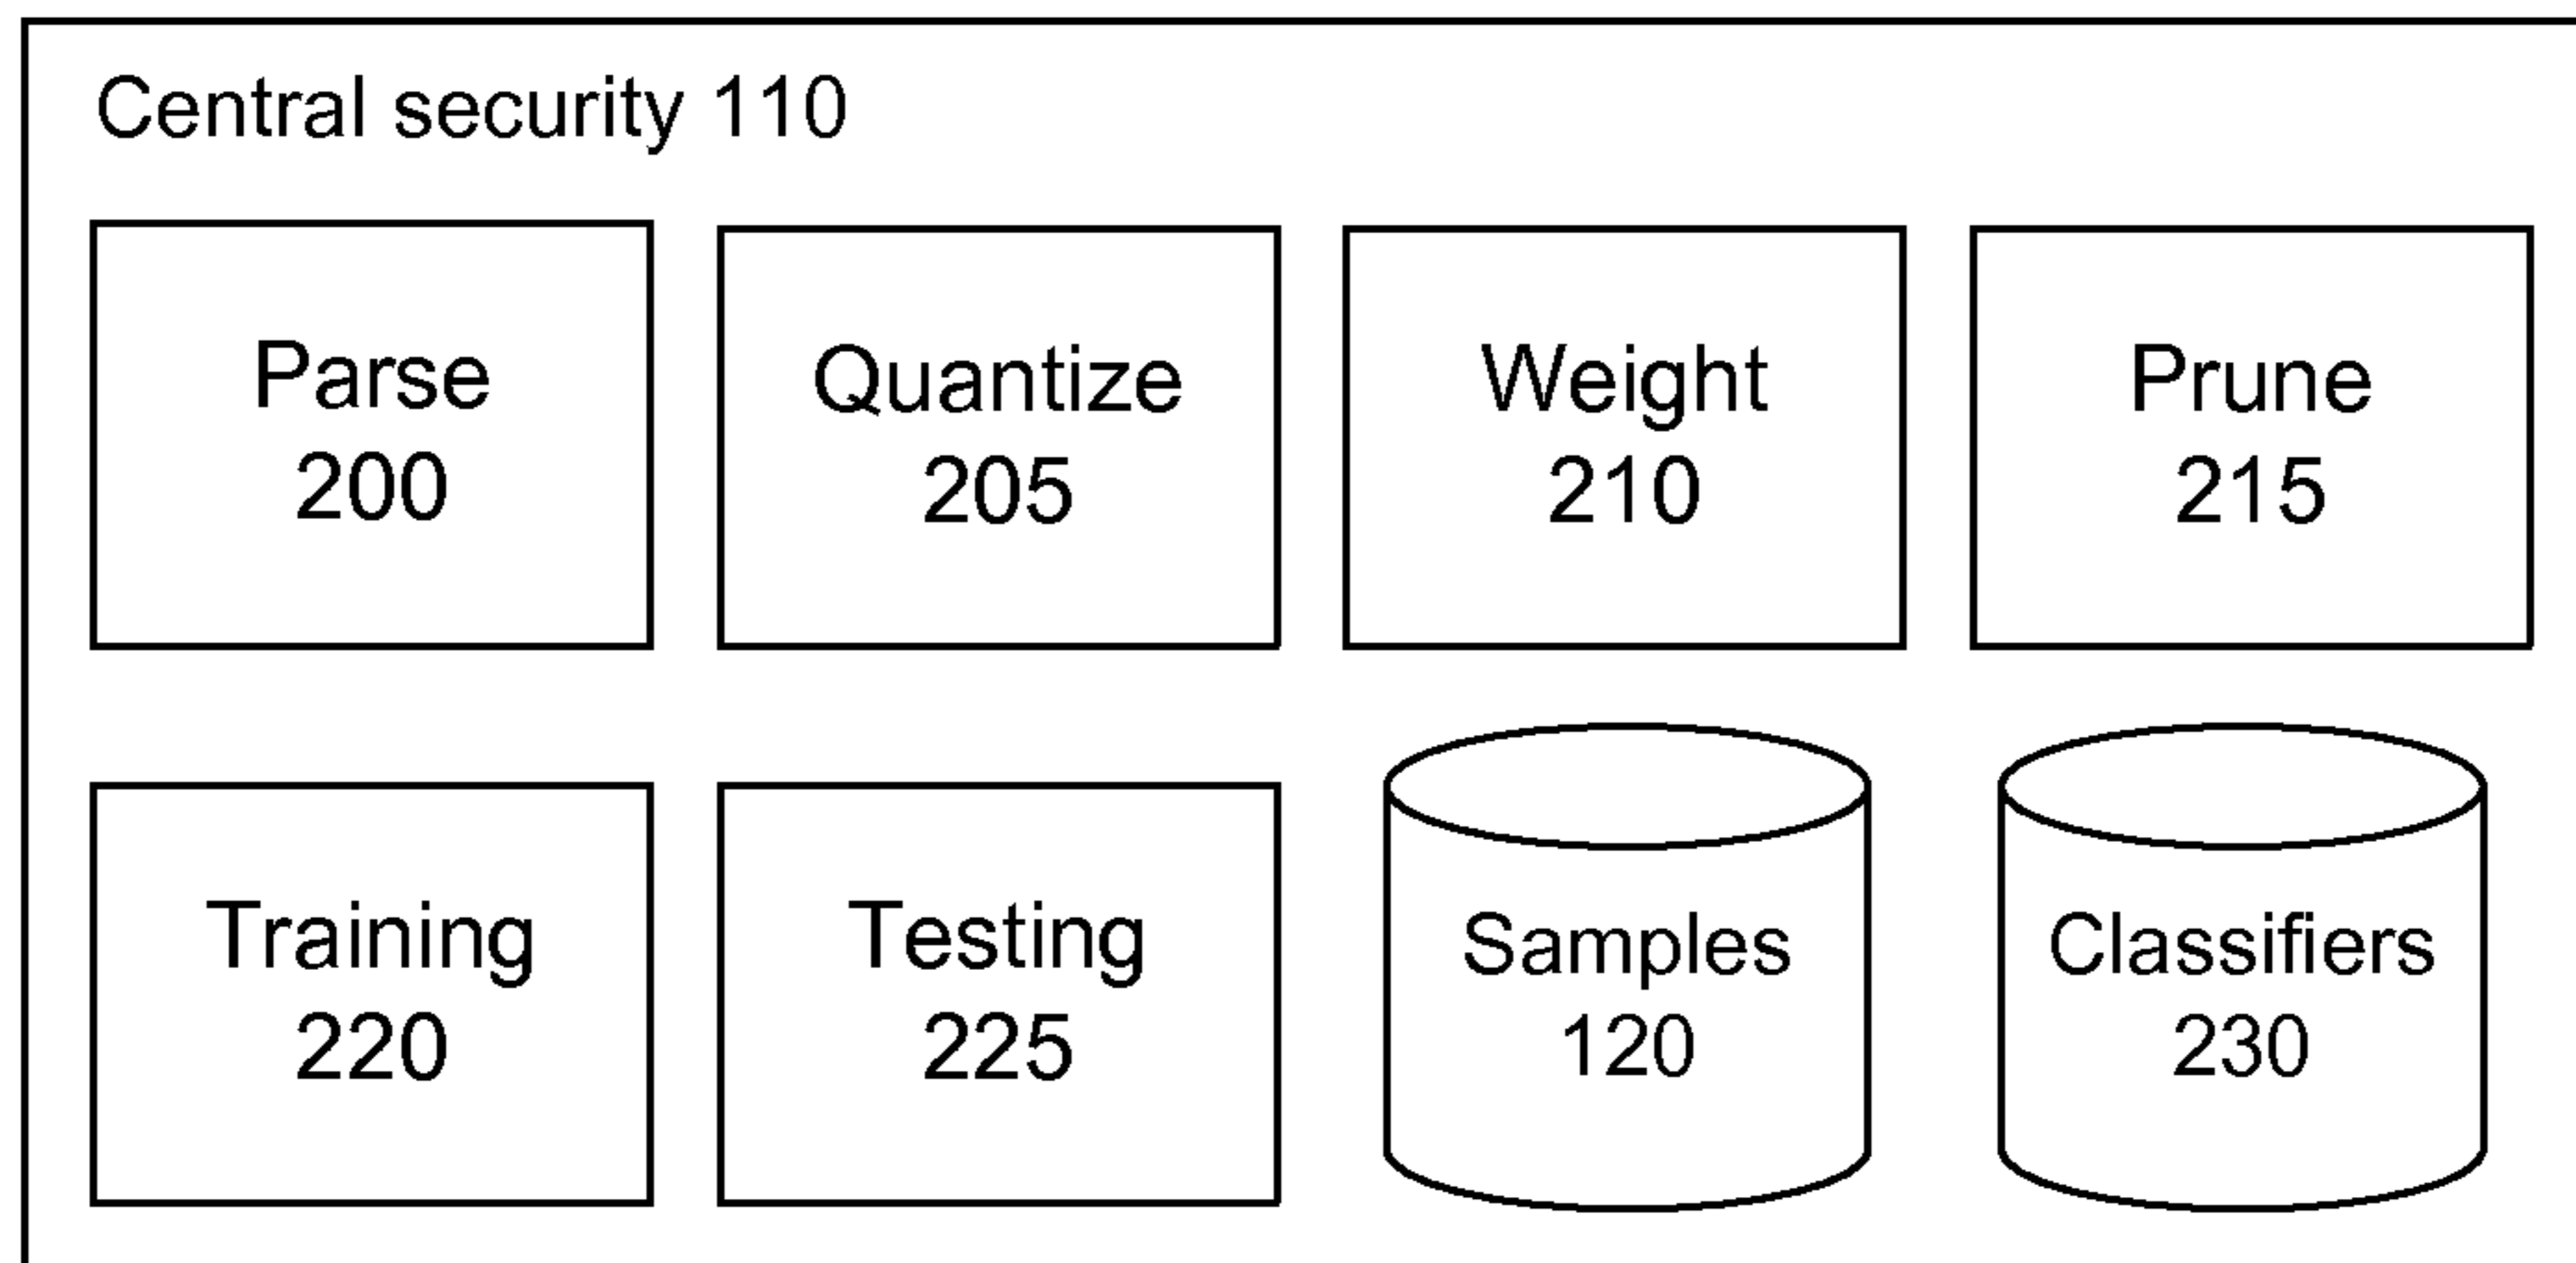 Central security 110
Parse
200
Quantize
205
Weight
210
Prune
215
Training
220
Testing
225
Samples
120
Classifiers
230